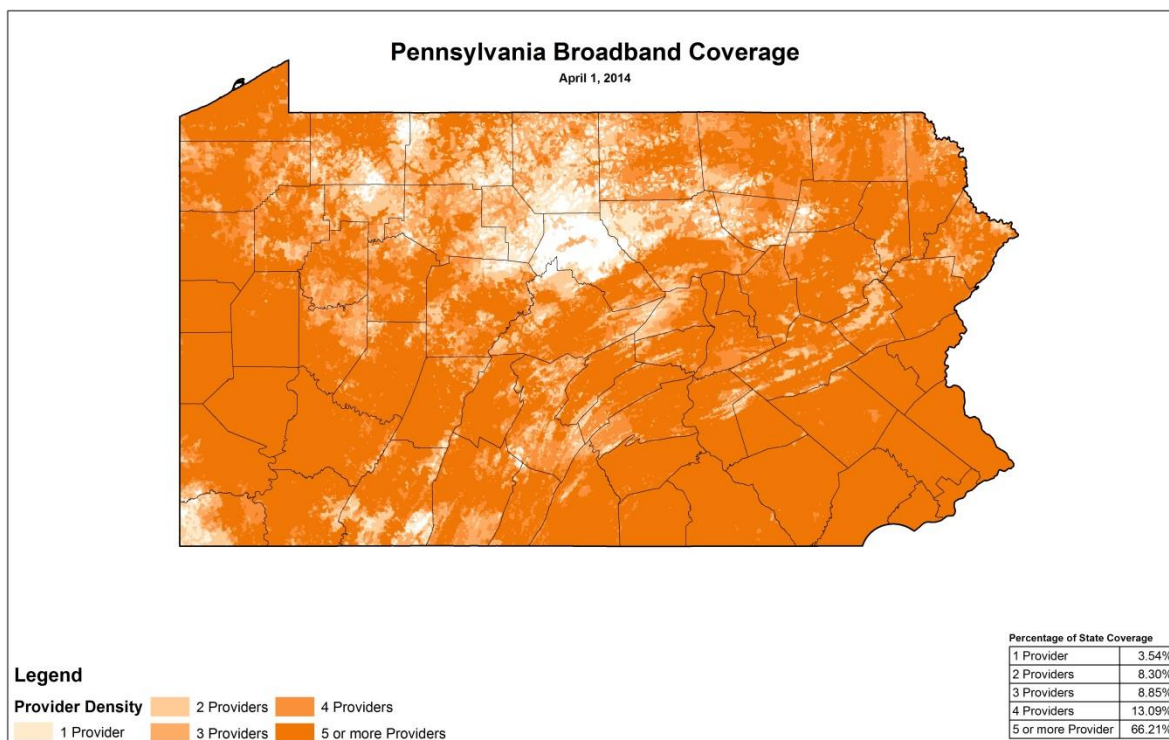 Pennsylvania Broadband Coverage
April 1, 2014
Legend
Provider Density
1 Provider
2 Providers
3 Providers
4 Providers
5 or more Providers
Percentage of State Coverage
1 Provider 3.54%
2 Providers 8.30%
3 Providers 8.85%
4 Providers 13.09%
5 or more Provider 66.21%